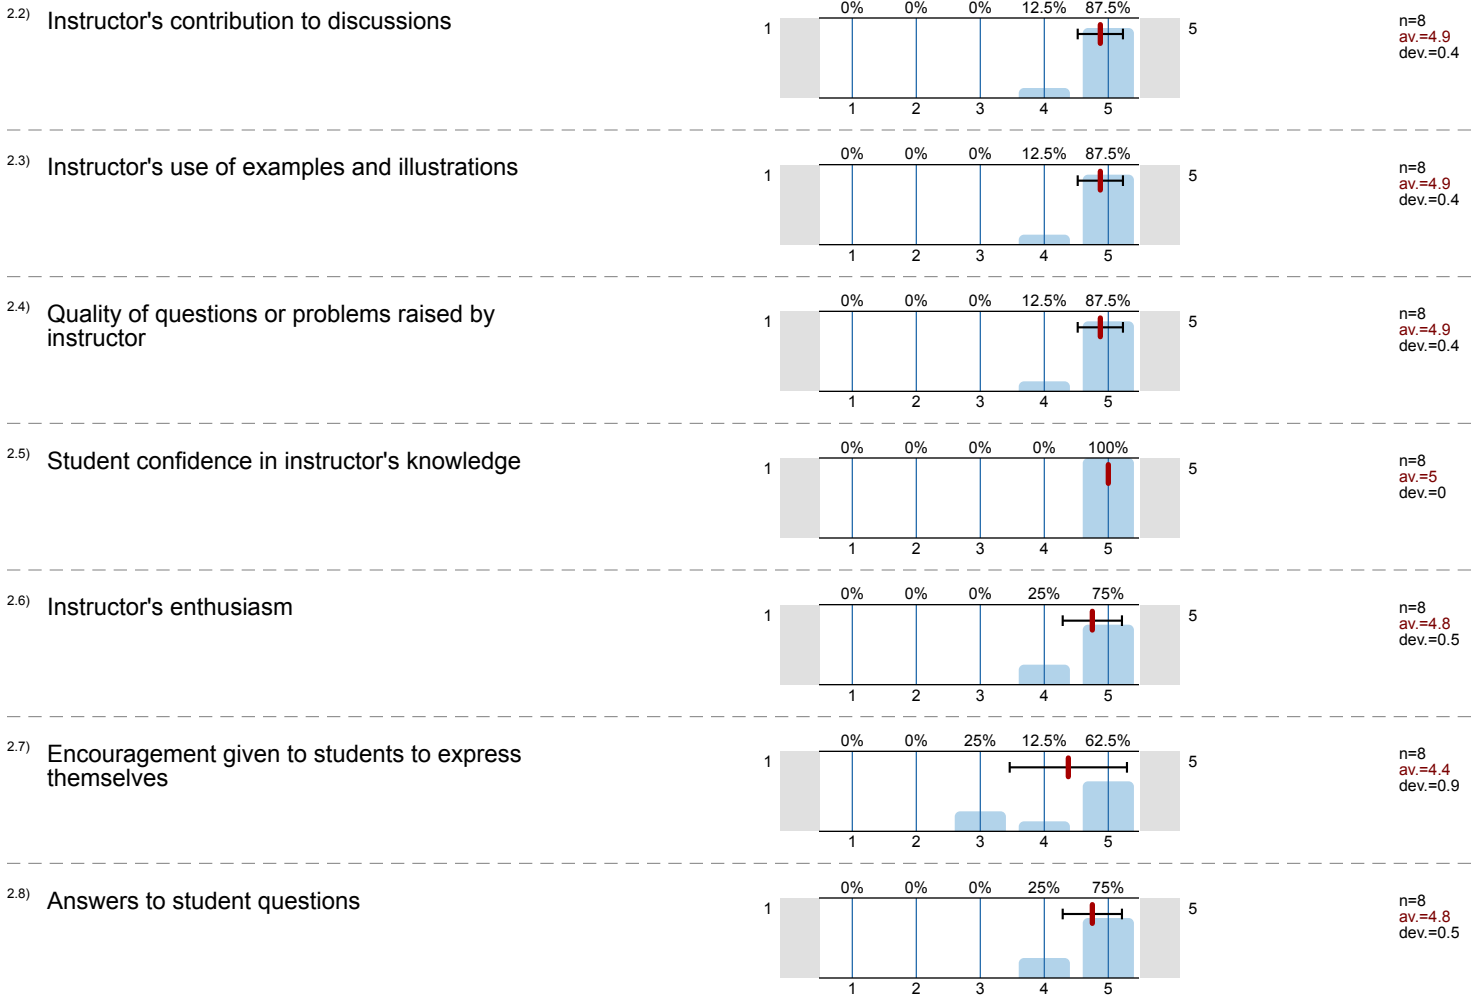 2.2) Instructor's contribution to discussions
0% 0% 0% 12.5% 87.5%
1 5
n=8
av.=4.9
dev.=0.4
1 2 3 4 5
2.3) Instructor's use of examples and illustrations
0% 0% 0% 12.5% 87.5%
1 5
n=8
av.=4.9
dev.=0.4
1 2 3 4 5
2.4) Quality of questions or problems raised by
instructor
0% 0% 0% 12.5% 87.5%
1 5
n=8
av.=4.9
dev.=0.4
1 2 3 4 5
2.5) Student confidence in instructor's knowledge
0% 0% 0% 0% 100%
1 5
n=8
av.=5
dev.=0
1 2 3 4 5
2.6) Instructor's enthusiasm
0% 0% 0% 25% 75%
1 5
n=8
av.=4.8
dev.=0.5
1 2 3 4 5
2.7) Encouragement given to students to express
themselves
0% 0% 25% 12.5% 62.5%
1 5
n=8
av.=4.4
dev.=0.9
1 2 3 4 5
2.8) Answers to student questions
0% 0% 0% 25% 75%
1 5
n=8
av.=4.8
dev.=0.5
1 2 3 4 5